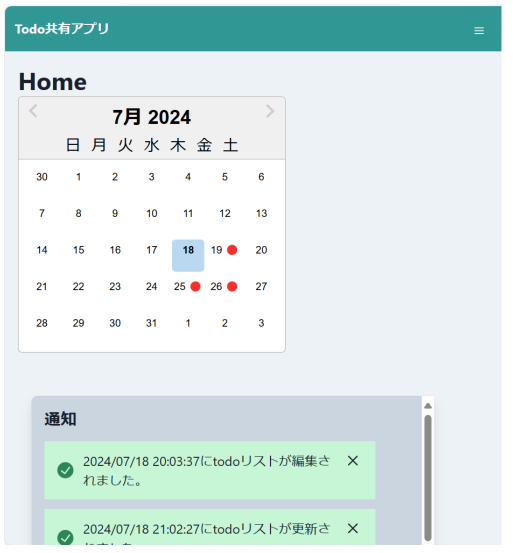 Todo共有アプリ
Home
7月 2024
日 月 火 水 木 金 土
30 1 2 3 4 5 6
7 8 9 10 11 12 13
14 15 16 17 18 19 20
21 22 23 24 25 26 27
28 29 30 31 1 2 3
通知
2024/07/18 20:03:37にtodoリストが編集さ
れました。
2024/07/18 21:02:27にtodoリストが更新さ